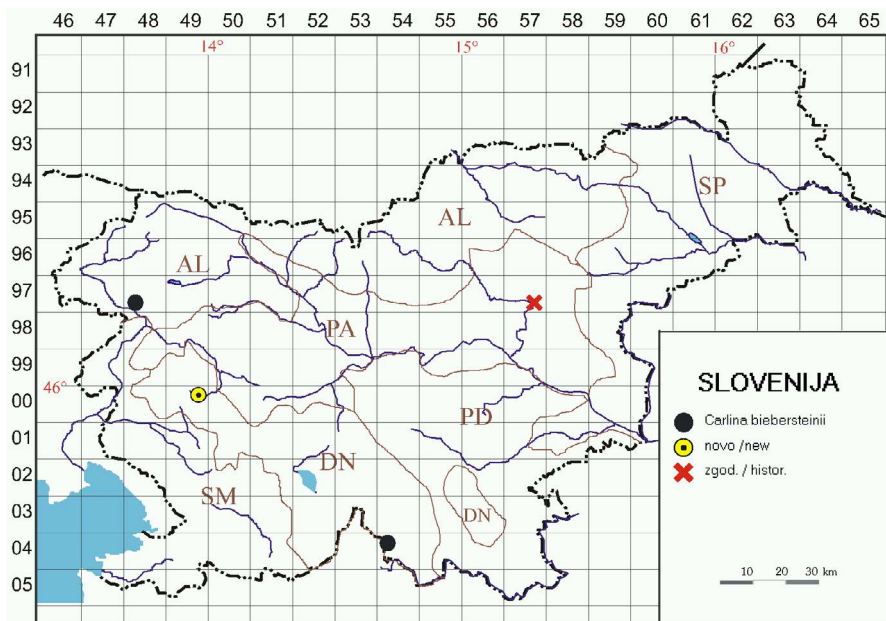 46 47 48 49 50 51 52 53 54 55 56 57 58 59 60 61 62 63 64 65
14° 15° 16°
91
92
93
94
95
96
97
98
99
46°
00
01
02
03
04
05
SP
AL
AL
PA
PD
DN
SM
DN
SLOVENIJA
Carlina biebersteinii
novo /new
zgod. / histor.
10 20 30 km